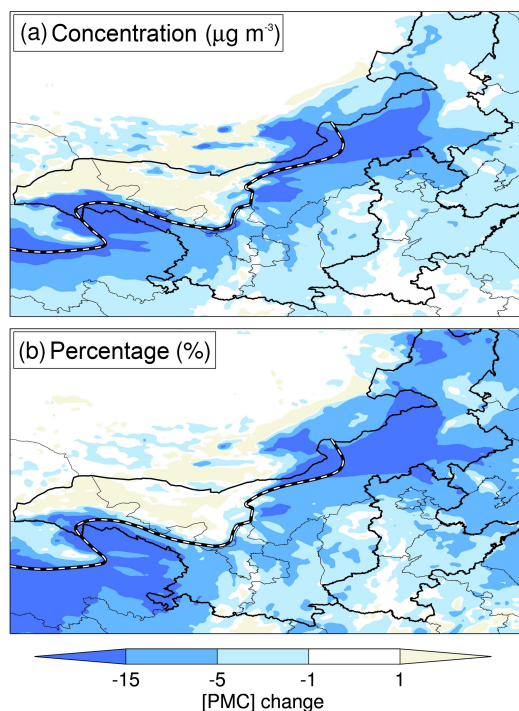 (a) Concentration (μg m⁻³)
(b) Percentage (%)
-15 -5 -1 1
[PMC] change